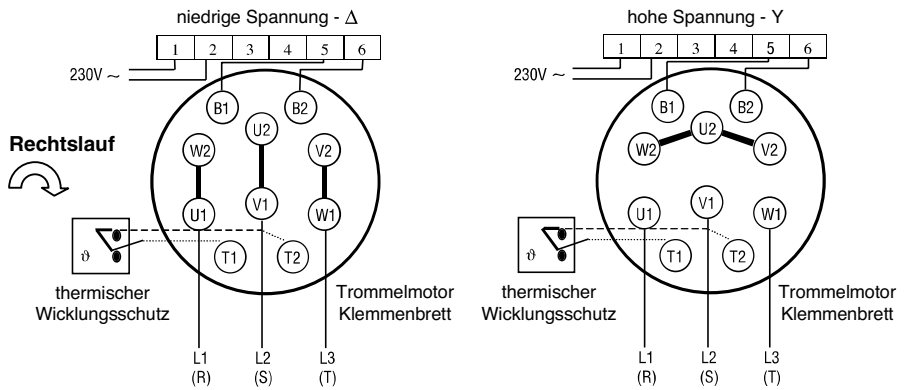 niedrige Spannung - Δ
1 2 3 4 5 6
230V ~
B1 B2
U2
W2 V2
Rechtslauf
V1
U1 W1
T1 T2
ϑ
thermischer
Wicklungsschutz
Trommelmotor
Klemmenbrett
L1 L2 L3
(R) (S) (T)
hohe Spannung - Y
1 2 3 4 5 6
230V ~
B1 B2
U2
W2 V2
V1
U1 W1
T1 T2
ϑ
thermischer
Wicklungsschutz
Trommelmotor
Klemmenbrett
L1 L2 L3
(R) (S) (T)